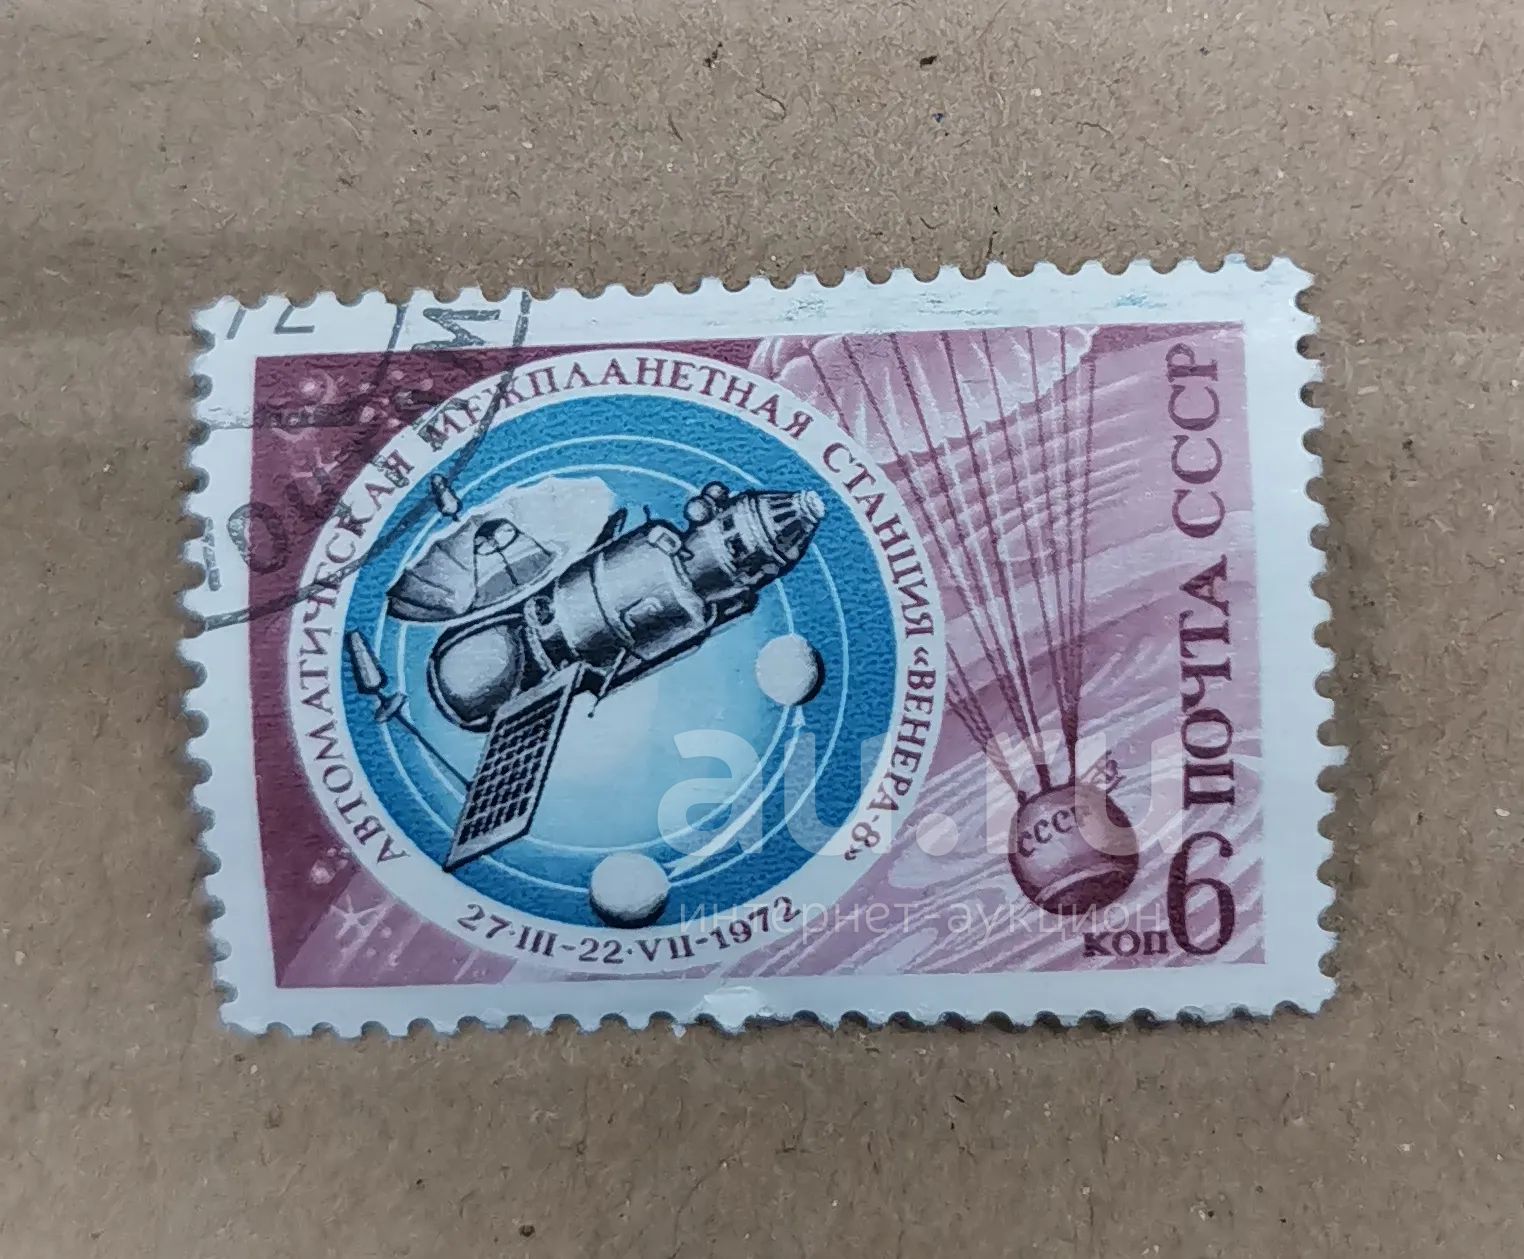 АВТОМАТИЧЕСКАЯ МЕЖПЛАНЕТНАЯ СТАНЦИЯ «ВЕНЕРА-8»
27·III-22·VII-1972
ПОЧТА СССР
СССР
6
КОП
au.ru
интернет-аукцион